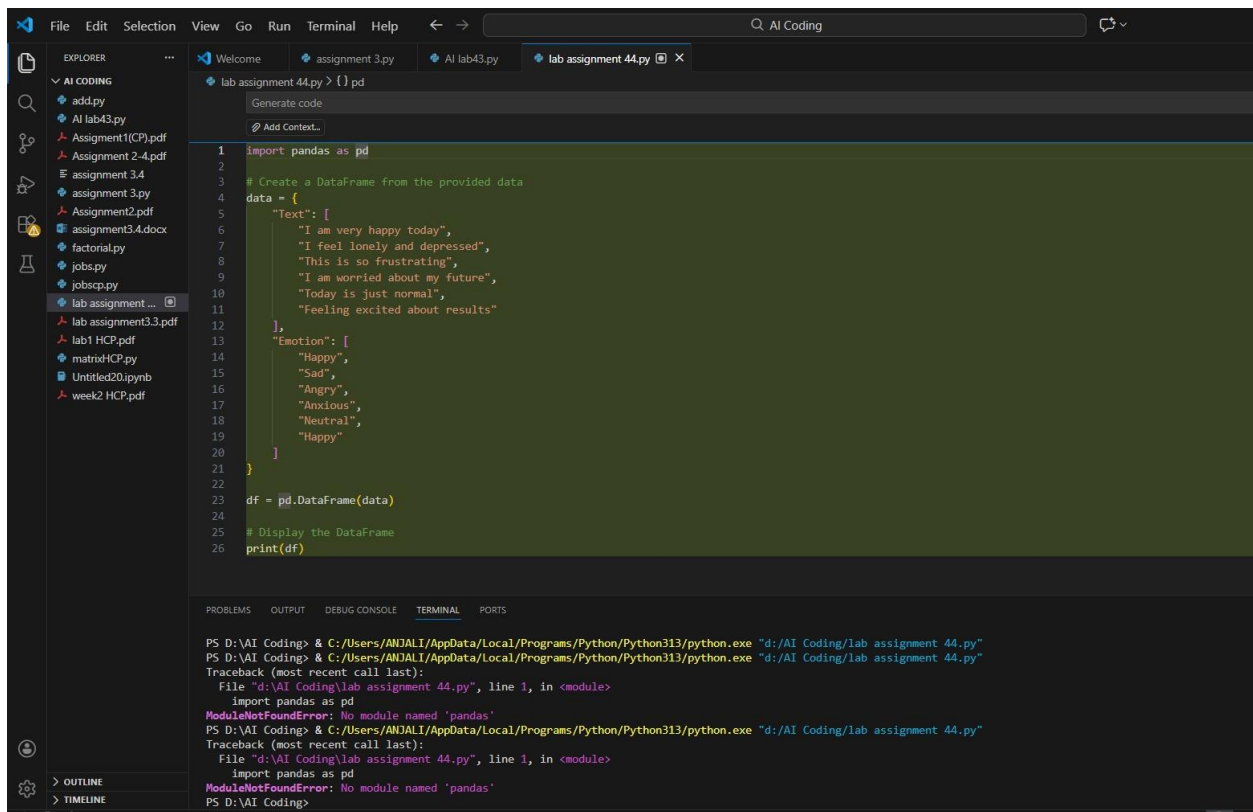 File Edit Selection View Go Run Terminal Help
AI Coding
EXPLORER
Welcome
assignment 3.py
AI lab43.py
lab assignment 44.py
AI CODING
add.py
AI lab43.py
Assigment1(CP).pdf
Assignment 2-4.pdf
assignment 3.4
assignment 3.py
Assignment2.pdf
assignment3.4.docx
factorial.py
jobs.py
jobscp.py
lab assignment ...
lab assignment3.3.pdf
lab1 HCP.pdf
matrixHCP.py
Untitled20.ipynb
week2 HCP.pdf
OUTLINE
TIMELINE
lab assignment 44.py > {} pd
Generate code
Add Context...
1 import pandas as pd
2
3 # Create a DataFrame from the provided data
4 data = {
5     "Text": [
6         "I am very happy today",
7         "I feel lonely and depressed",
8         "This is so frustrating",
9         "I am worried about my future",
10         "Today is just normal",
11         "Feeling excited about results"
12     ],
13     "Emotion": [
14         "Happy",
15         "Sad",
16         "Angry",
17         "Anxious",
18         "Neutral",
19         "Happy"
20     ]
21 }
22
23 df = pd.DataFrame(data)
24
25 # Display the DataFrame
26 print(df)
PROBLEMS OUTPUT DEBUG CONSOLE TERMINAL PORTS
PS D:\AI Coding> & C:/Users/ANJALI/AppData/Local/Programs/Python/Python313/python.exe "d:/AI Coding/lab assignment 44.py"
PS D:\AI Coding> & C:/Users/ANJALI/AppData/Local/Programs/Python/Python313/python.exe "d:/AI Coding/lab assignment 44.py"
Traceback (most recent call last):
  File "d:\AI Coding\lab assignment 44.py", line 1, in <module>
    import pandas as pd
ModuleNotFoundError: No module named 'pandas'
PS D:\AI Coding> & C:/Users/ANJALI/AppData/Local/Programs/Python/Python313/python.exe "d:/AI Coding/lab assignment 44.py"
Traceback (most recent call last):
  File "d:\AI Coding\lab assignment 44.py", line 1, in <module>
    import pandas as pd
ModuleNotFoundError: No module named 'pandas'
PS D:\AI Coding>